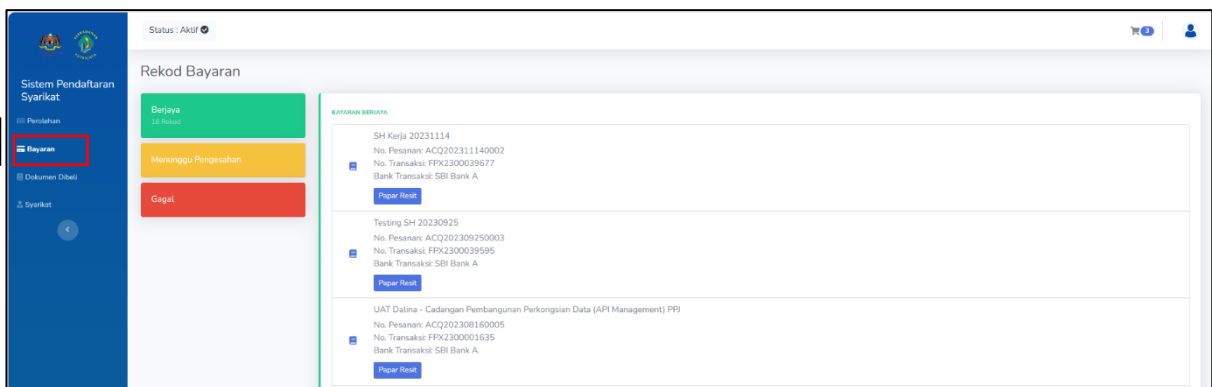 Status : Aktif
3
Sistem Pendaftaran
Syarikat
Perolehan
Bayaran
Dokumen Dibeli
Syarikat
Rekod Bayaran
Berjaya
18 Rekod
Menunggu Pengesahan
Gagal
BAYARAN BERJAYA
SH Kerja 20231114
No. Pesanan: ACQ202311140002
No. Transaksi: FPX2300039677
Bank Transaksi: SBI Bank A
Papar Resit
Testing SH 20230925
No. Pesanan: ACQ202309250003
No. Transaksi: FPX2300039595
Bank Transaksi: SBI Bank A
Papar Resit
UAT Dalina - Cadangan Pembangunan Perkongsian Data (API Management) PPJ
No. Pesanan: ACQ202308160005
No. Transaksi: FPX2300001635
Bank Transaksi: SBI Bank A
Papar Resit